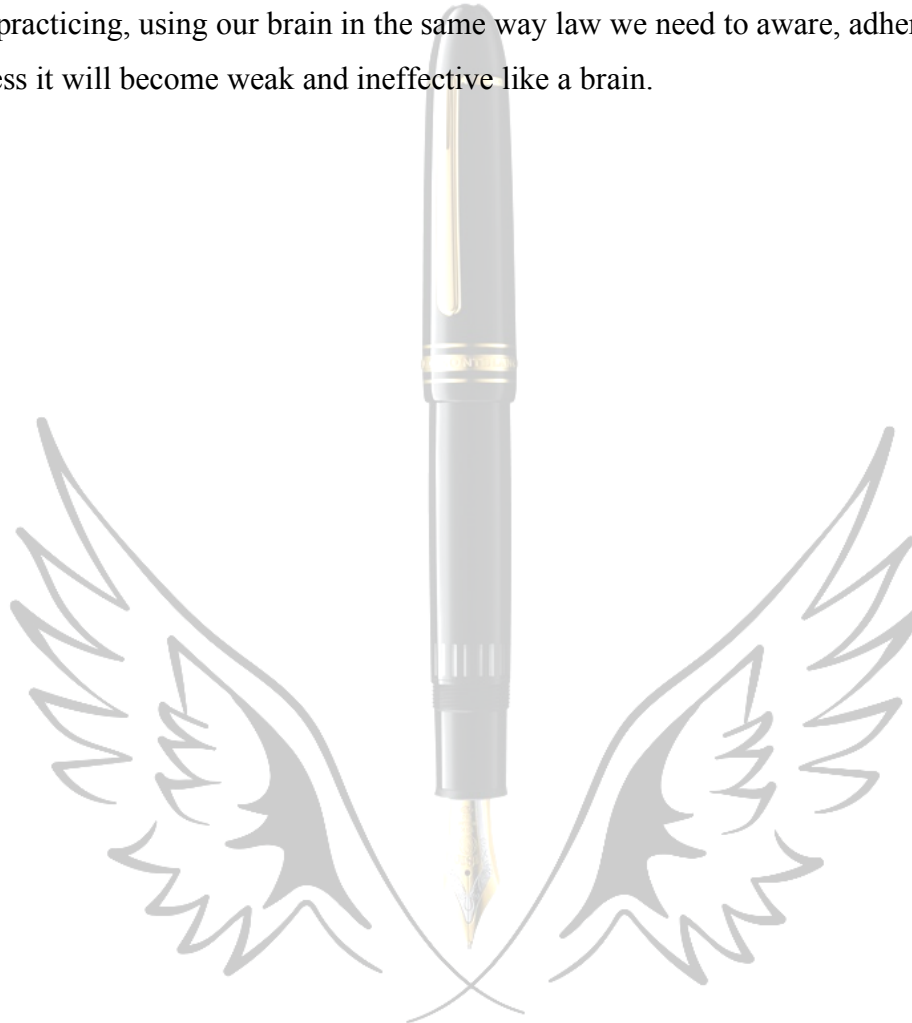 practicing, using our brain in the same way law we need to aware, adher
ess it will become weak and ineffective like a brain.